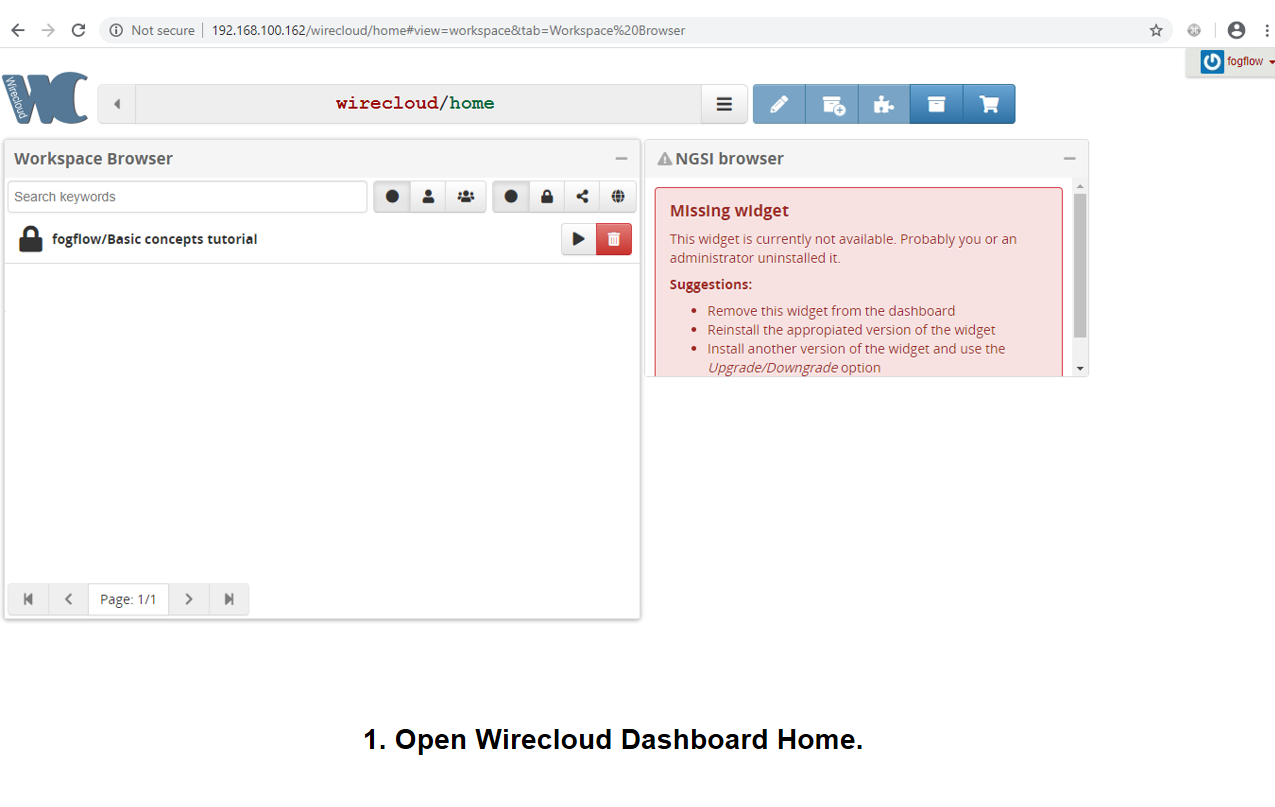 Not secure 192.168.100.162/wirecloud/home#view=workspace&tab=Workspace%20Browser
fogflow
Wirecloud
WC
wirecloud/home
Workspace Browser
Search keywords
fogflow/Basic concepts tutorial
Page: 1/1
NGSI browser
Missing widget
This widget is currently not available. Probably you or an
administrator uninstalled it.
Suggestions:
• Remove this widget from the dashboard
• Reinstall the appropiated version of the widget
• Install another version of the widget and use the
Upgrade/Downgrade option
1. Open Wirecloud Dashboard Home.